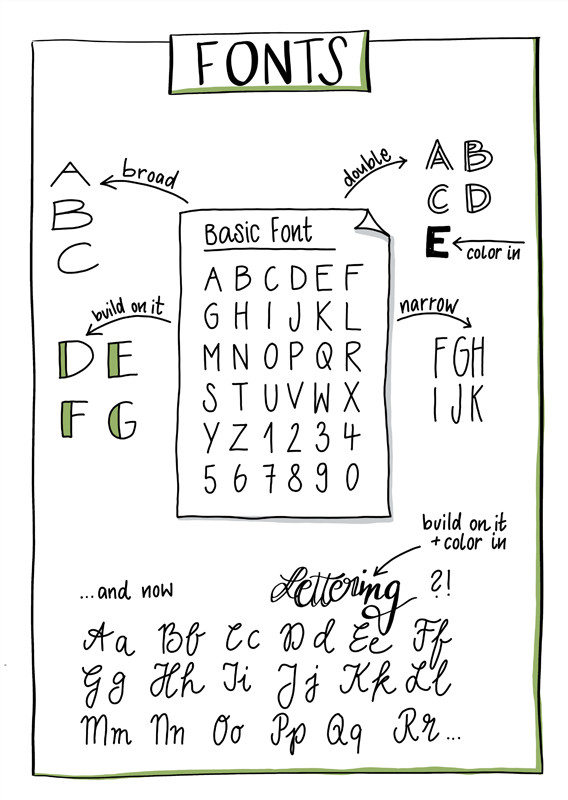 FONTS
broad
A
B
C
double
A B
C D
E
color in
Basic Font
A B C D E F
G H I J K L
M N O P Q R
S T U V W X
Y Z 1 2 3 4
5 6 7 8 9 0
build on it
D E
F G
narrow
FGH
IJK
build on it
+ color in
...and now Lettering ?!
Aa Bb Cc Dd Ee Ff
Gg Hh Ii Jj Kk Ll
Mm Nn Oo Pp Qq Rr...